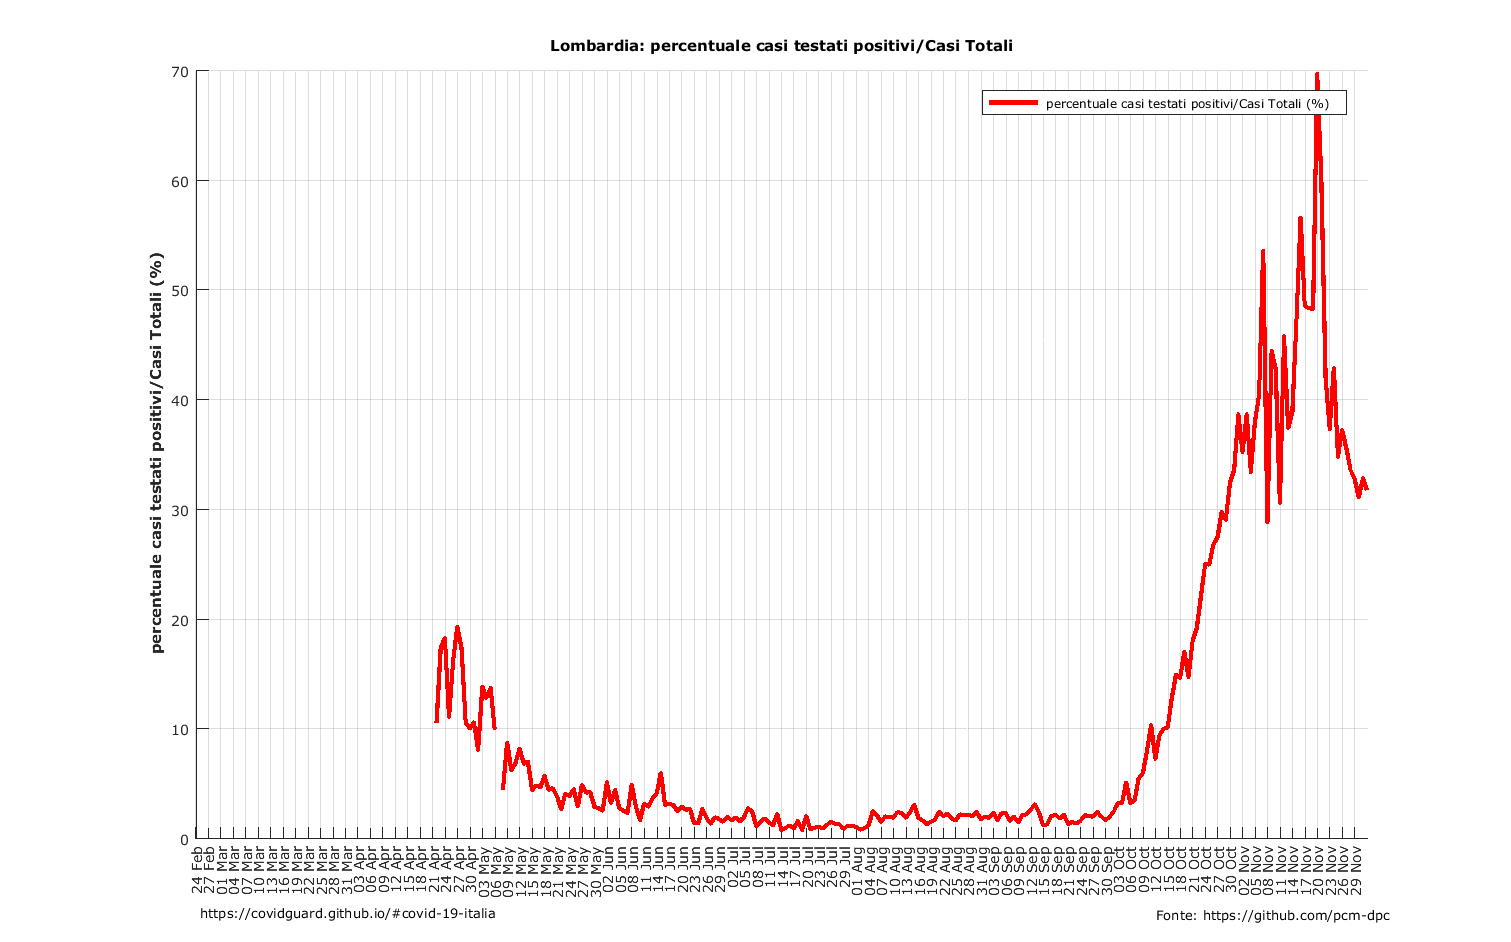 Lombardia: percentuale casi testati positivi/Casi Totali
percentuale casi testati positivi/Casi Totali (%)
percentuale casi testati positivi/Casi Totali (%)
70
60
50
40
30
20
10
0
24 Feb
27 Feb
01 Mar
04 Mar
07 Mar
10 Mar
13 Mar
16 Mar
19 Mar
22 Mar
25 Mar
28 Mar
31 Mar
03 Apr
06 Apr
09 Apr
12 Apr
15 Apr
18 Apr
21 Apr
24 Apr
27 Apr
30 Apr
03 May
06 May
09 May
12 May
15 May
18 May
21 May
24 May
27 May
30 May
02 Jun
05 Jun
08 Jun
11 Jun
14 Jun
17 Jun
20 Jun
23 Jun
26 Jun
29 Jun
02 Jul
05 Jul
08 Jul
11 Jul
14 Jul
17 Jul
20 Jul
23 Jul
26 Jul
29 Jul
01 Aug
04 Aug
07 Aug
10 Aug
13 Aug
16 Aug
19 Aug
22 Aug
25 Aug
28 Aug
31 Aug
03 Sep
06 Sep
09 Sep
12 Sep
15 Sep
18 Sep
21 Sep
24 Sep
27 Sep
30 Sep
03 Oct
06 Oct
09 Oct
12 Oct
15 Oct
18 Oct
21 Oct
24 Oct
27 Oct
30 Oct
02 Nov
05 Nov
08 Nov
11 Nov
14 Nov
17 Nov
20 Nov
23 Nov
26 Nov
29 Nov
https://covidguard.github.io/#covid-19-italia
Fonte: https://github.com/pcm-dpc